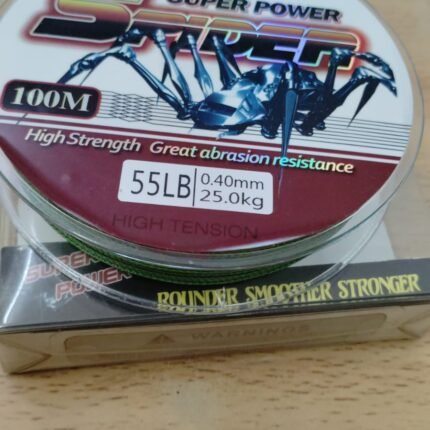 SUPER POWER
SPIDER
100M
High Strength Great abrasion resistance
55LB 0.40mm
25.0kg
HIGH TENSION
SUPER
POWER
ROUNDER SMOOTHER STRONGER
WARNINGS